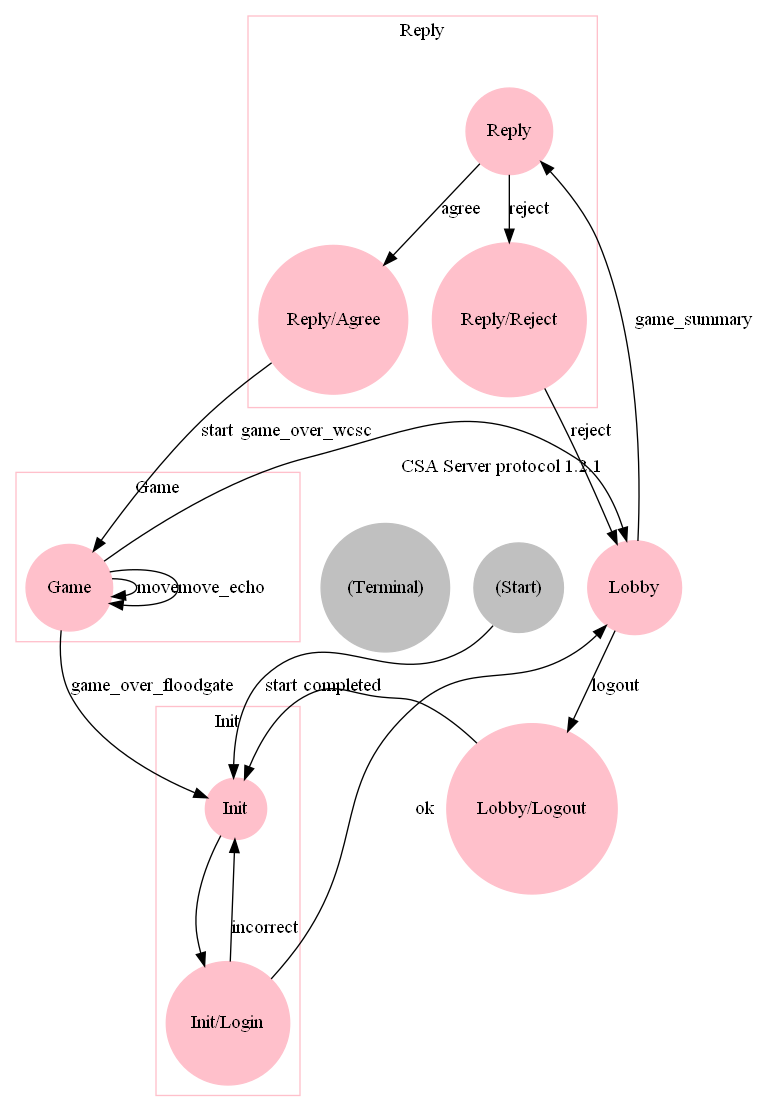 Reply
Reply
agree
reject
Reply/Agree
Reply/Reject
game_summary
start
game_over_wcsc
reject
CSA Server protocol 1.2.1
Game
Game
move
move_echo
(Terminal)
(Start)
Lobby
game_over_floodgate
start
completed
logout
Init
Init
ok
Lobby/Logout
incorrect
Init/Login